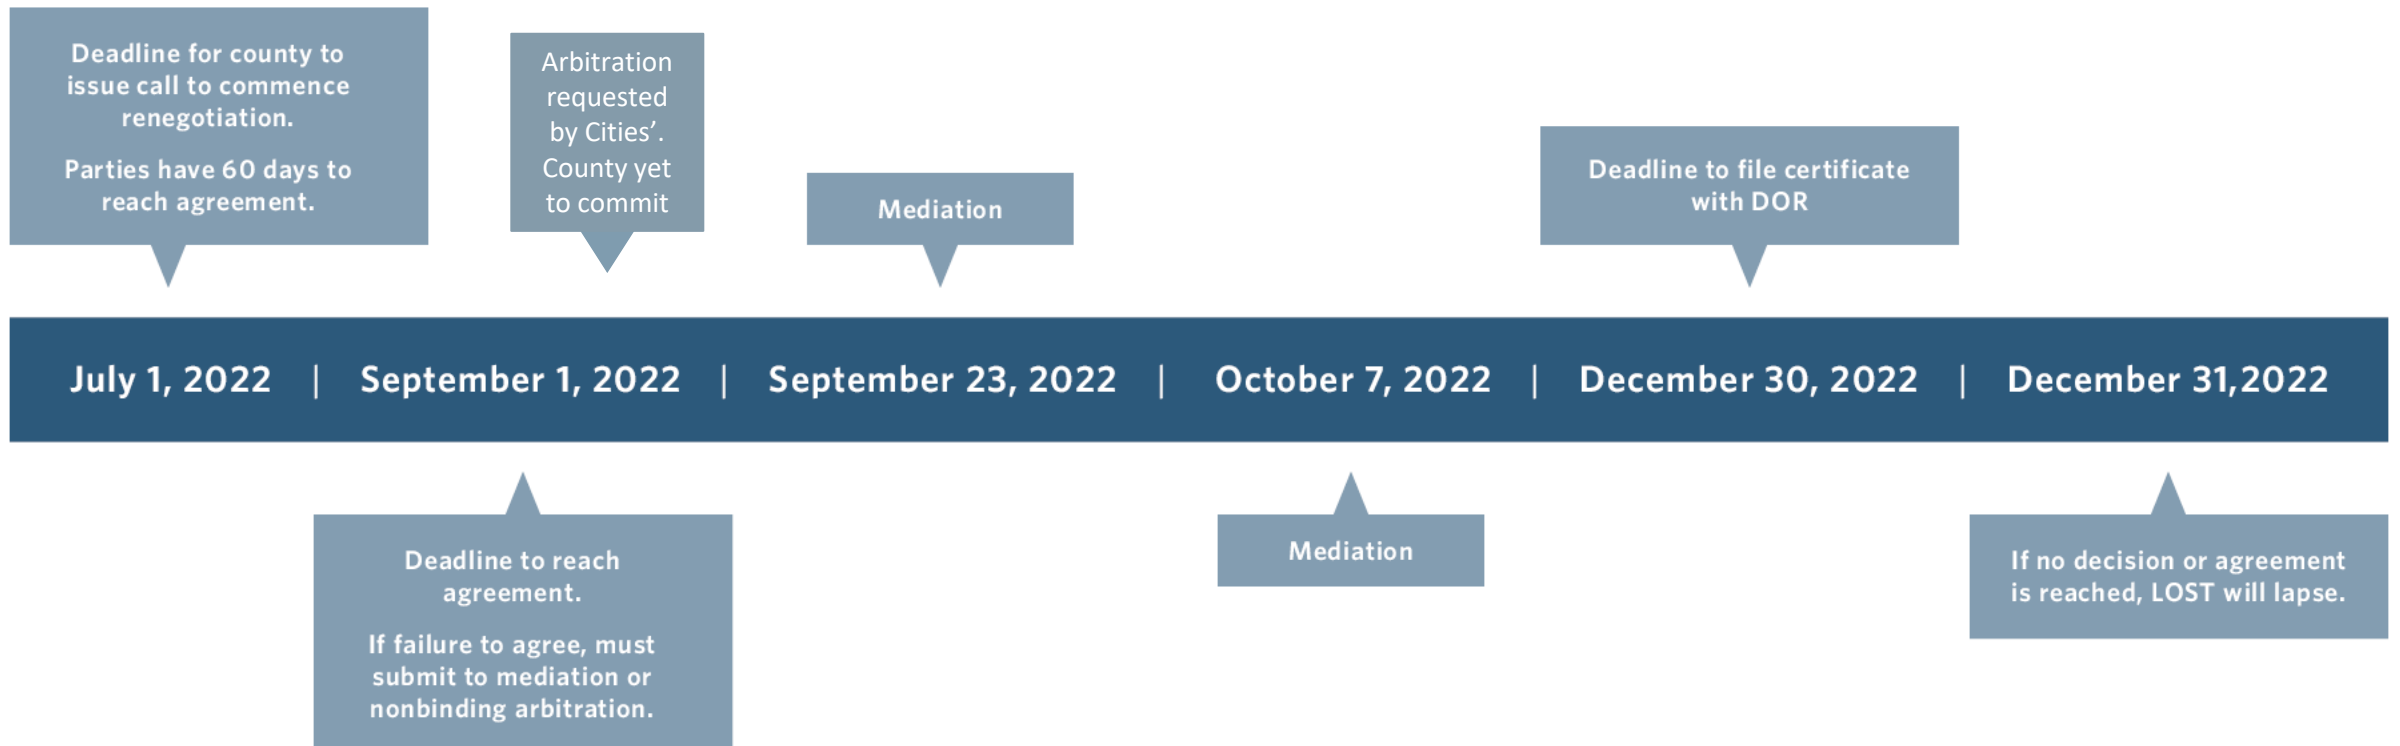 Deadline for county to
issue call to commence
renegotiation.
Parties have 60 days to
reach agreement.
Arbitration
requested
by Cities’.
County yet
to commit
Mediation
Deadline to file certificate
with DOR
July 1, 2022 | September 1, 2022 | September 23, 2022 | October 7, 2022 | December 30, 2022 | December 31,2022
Deadline to reach
agreement.
If failure to agree, must
submit to mediation or
nonbinding arbitration.
Mediation
If no decision or agreement
is reached, LOST will lapse.